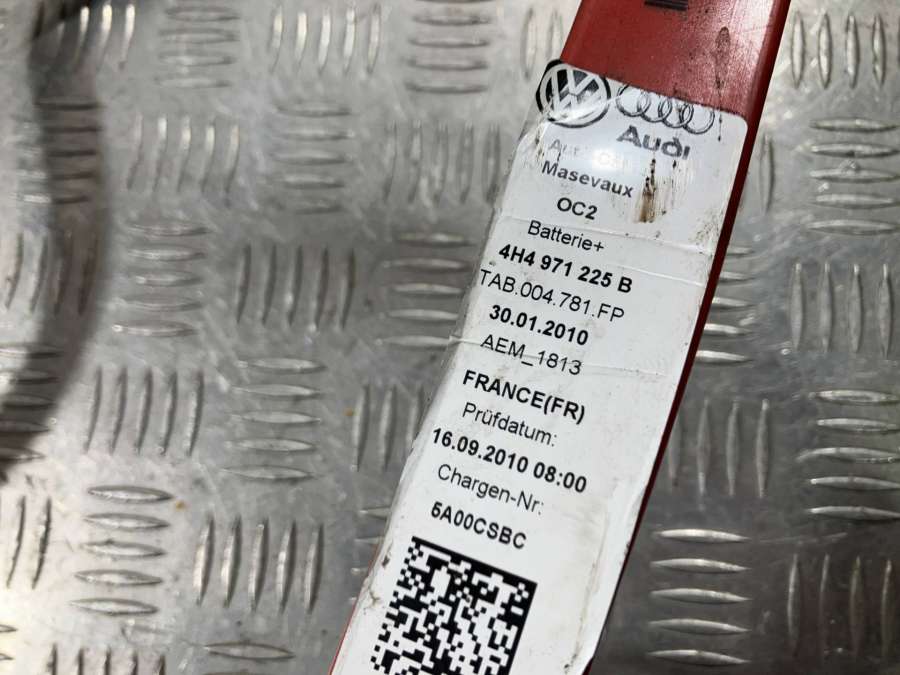 Audi
Masevaux
OC2
Batterie+
4H4 971 225 B
TAB.004.781.FP
30.01.2010
AEM_1813
FRANCE(FR)
Prüfdatum:
16.09.2010 08:00
Chargen-Nr:
5A00CSBC